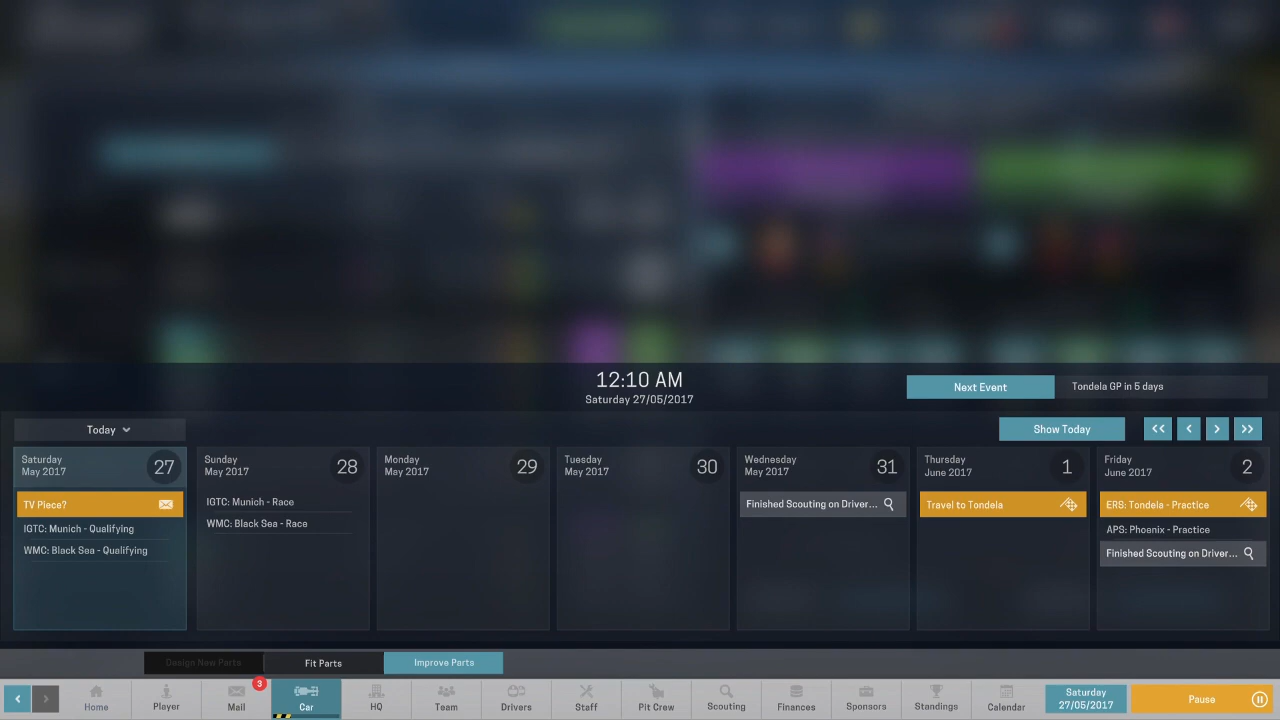 12:10 AM
Saturday 27/05/2017
Next Event
Tondela GP in 5 days
Today
Show Today
<<
<
>
>>
Saturday
May 2017
27
TV Piece?
IGTC: Munich - Qualifying
WMC: Black Sea - Qualifying
Sunday
May 2017
28
IGTC: Munich - Race
WMC: Black Sea - Race
Monday
May 2017
29
Tuesday
May 2017
30
Wednesday
May 2017
31
Finished Scouting on Driver...
Thursday
June 2017
1
Travel to Tondela
Friday
June 2017
2
ERS: Tondela - Practice
APS: Phoenix - Practice
Finished Scouting on Driver...
Design New Parts
Fit Parts
Improve Parts
Home
Player
3
Mail
Car
HQ
Team
Drivers
Staff
Pit Crew
Scouting
Finances
Sponsors
Standings
Calendar
Saturday
27/05/2017
Pause